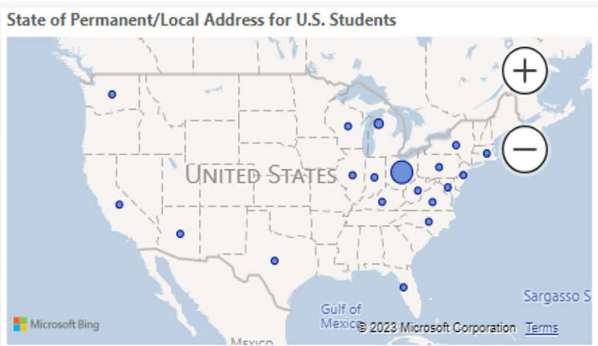 State of Permanent/Local Address for U.S. Students
+
UNITED STATES
−
Sargasso S
Gulf of
Mexico
Microsoft Bing
© 2023 Microsoft Corporation Terms
MEXICO